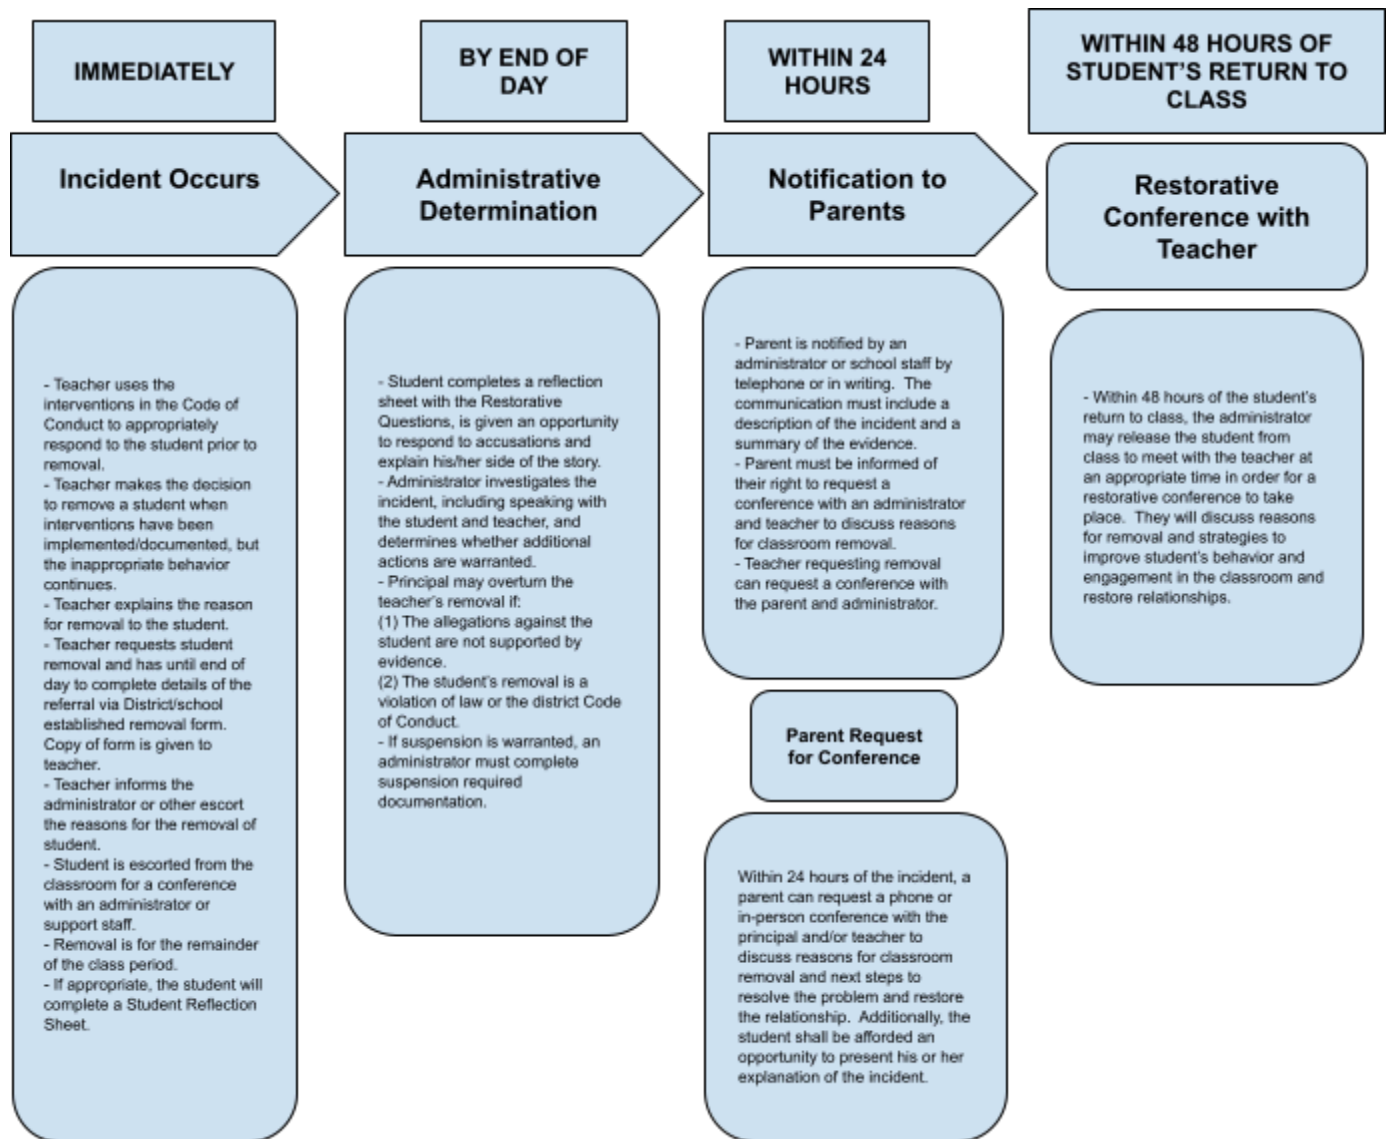 IMMEDIATELY
Incident Occurs
- Teacher uses the
interventions in the Code of
Conduct to appropriately
respond to the student prior to
removal.
- Teacher makes the decision
to remove a student when
interventions have been
implemented/documented, but
the inappropriate behavior
continues.
- Teacher explains the reason
for removal to the student.
- Teacher requests student
removal and has until end of
day to complete details of the
referral via District/school
established removal form.
Copy of form is given to
teacher.
- Teacher informs the
administrator or other escort
the reasons for the removal of
student.
- Student is escorted from the
classroom for a conference
with an administrator or
support staff.
- Removal is for the remainder
of the class period.
- If appropriate, the student will
complete a Student Reflection
Sheet.
BY END OF
DAY
Administrative
Determination
- Student completes a reflection
sheet with the Restorative
Questions, is given an opportunity
to respond to accusations and
explain his/her side of the story.
- Administrator investigates the
incident, including speaking with
the student and teacher, and
determines whether additional
actions are warranted.
- Principal may overturn the
teacher's removal if:
(1) The allegations against the
student are not supported by
evidence.
(2) The student's removal is a
violation of law or the district Code
of Conduct.
- If suspension is warranted, an
administrator must complete
suspension required
documentation.
WITHIN 24
HOURS
Notification to
Parents
- Parent is notified by an
administrator or school staff by
telephone or in writing. The
communication must include a
description of the incident and a
summary of the evidence.
- Parent must be informed of
their right to request a
conference with an administrator
and teacher to discuss reasons
for classroom removal.
- Teacher requesting removal
can request a conference with
the parent and administrator.
Parent Request
for Conference
Within 24 hours of the incident, a
parent can request a phone or
in-person conference with the
principal and/or teacher to
discuss reasons for classroom
removal and next steps to
resolve the problem and restore
the relationship. Additionally, the
student shall be afforded an
opportunity to present his or her
explanation of the incident.
WITHIN 48 HOURS OF
STUDENT'S RETURN TO
CLASS
Restorative
Conference with
Teacher
- Within 48 hours of the student's
return to class, the administrator
may release the student from
class to meet with the teacher at
an appropriate time in order for a
restorative conference to take
place. They will discuss reasons
for removal and strategies to
improve student's behavior and
engagement in the classroom and
restore relationships.